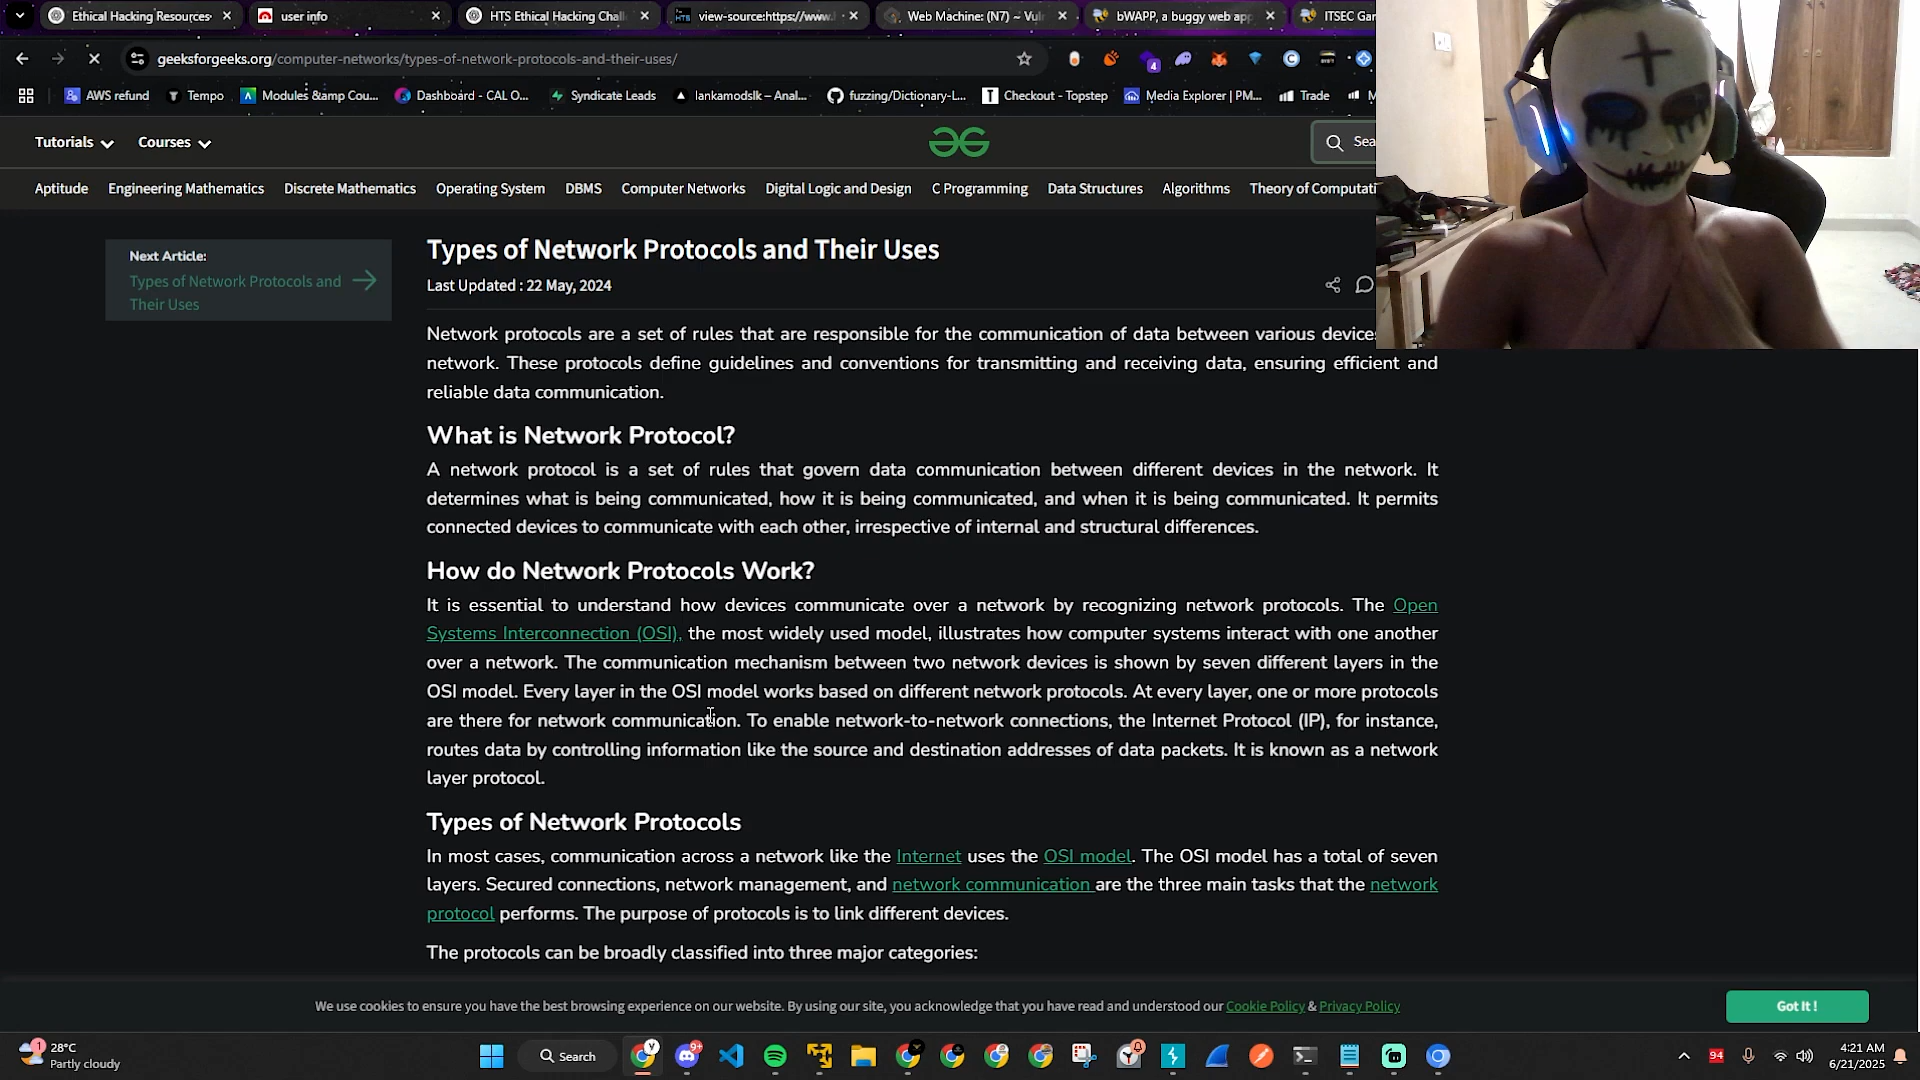 Ethical Hacking Resources
user info
HTS Ethical Hacking Chall
view-source:https://www.
Web Machine: (N7) ~ Vul
bWAPP, a buggy web app
ITSEC Gam
geeksforgeeks.org/computer-networks/types-of-network-protocols-and-their-uses/
4
AWS refund
Tempo
Modules &amp Cou...
Dashboard - CAL O...
Syndicate Leads
lankamodslk – Anal...
fuzzing/Dictionary-L...
Checkout - Topstep
Media Explorer | PM...
Trade
Tutorials
Courses
Sea
Aptitude
Engineering Mathematics
Discrete Mathematics
Operating System
DBMS
Computer Networks
Digital Logic and Design
C Programming
Data Structures
Algorithms
Theory of Computati
Next Article:
Types of Network Protocols and
Their Uses
Types of Network Protocols and Their Uses
Last Updated : 22 May, 2024
Network protocols are a set of rules that are responsible for the communication of data between various devices
network. These protocols define guidelines and conventions for transmitting and receiving data, ensuring efficient and
reliable data communication.
What is Network Protocol?
A network protocol is a set of rules that govern data communication between different devices in the network. It
determines what is being communicated, how it is being communicated, and when it is being communicated. It permits
connected devices to communicate with each other, irrespective of internal and structural differences.
How do Network Protocols Work?
It is essential to understand how devices communicate over a network by recognizing network protocols. The Open
Systems Interconnection (OSI), the most widely used model, illustrates how computer systems interact with one another
over a network. The communication mechanism between two network devices is shown by seven different layers in the
OSI model. Every layer in the OSI model works based on different network protocols. At every layer, one or more protocols
are there for network communication. To enable network-to-network connections, the Internet Protocol (IP), for instance,
routes data by controlling information like the source and destination addresses of data packets. It is known as a network
layer protocol.
Types of Network Protocols
In most cases, communication across a network like the Internet uses the OSI model. The OSI model has a total of seven
layers. Secured connections, network management, and network communication are the three main tasks that the network
protocol performs. The purpose of protocols is to link different devices.
The protocols can be broadly classified into three major categories:
We use cookies to ensure you have the best browsing experience on our website. By using our site, you acknowledge that you have read and understood our Cookie Policy & Privacy Policy
Got It !
1
28°C
Partly cloudy
Search
9+
94
4:21 AM
6/21/2025